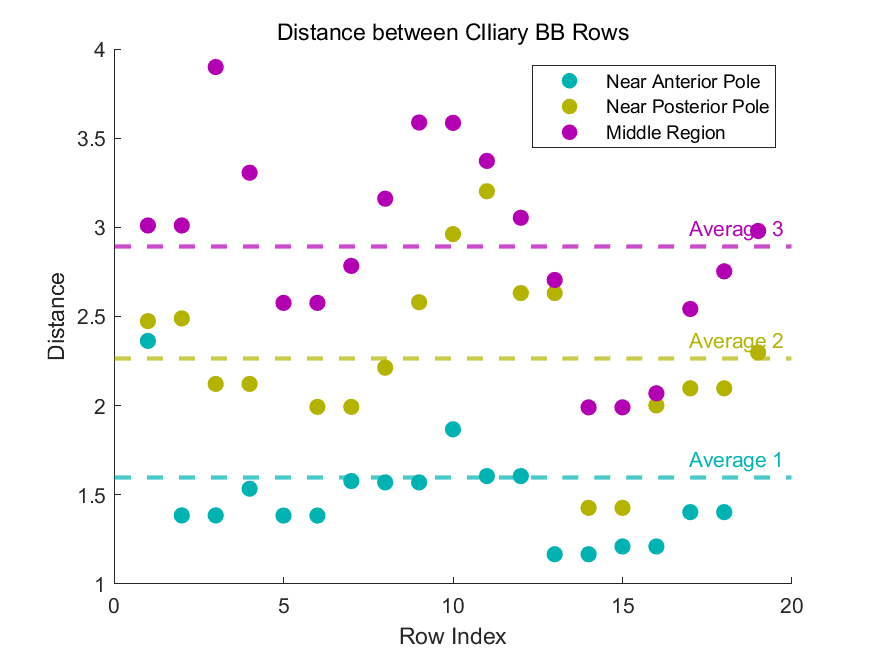 Distance between CIliary BB Rows
4
3.5
3
2.5
2
1.5
1
Distance
Near Anterior Pole
Near Posterior Pole
Middle Region
Average 3
Average 2
Average 1
0
5
10
15
20
Row Index